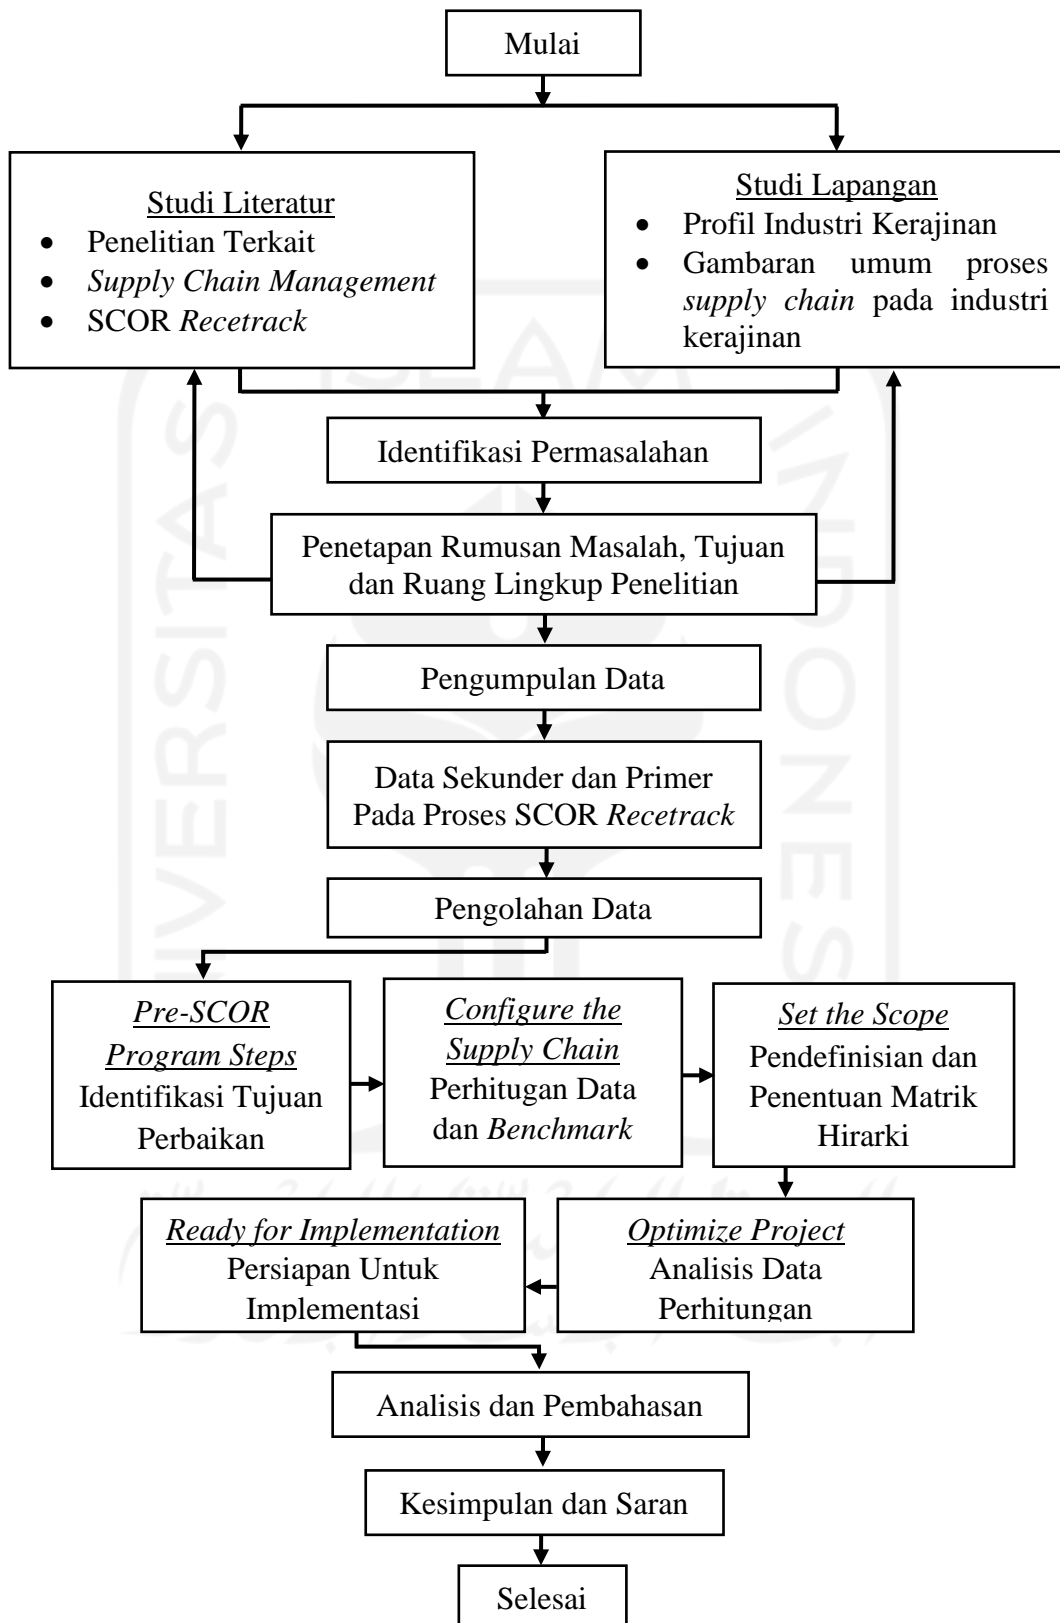 Mulai
Studi Literatur
• Penelitian Terkait
• Supply Chain Management
• SCOR Recetrack
Studi Lapangan
• Profil Industri Kerajinan
• Gambaran umum proses
supply chain pada industri
kerajinan
Identifikasi Permasalahan
Penetapan Rumusan Masalah, Tujuan
dan Ruang Lingkup Penelitian
Pengumpulan Data
Data Sekunder dan Primer
Pada Proses SCOR Recetrack
Pengolahan Data
Pre-SCOR
Program Steps
Identifikasi Tujuan
Perbaikan
Configure the
Supply Chain
Perhitugan Data
dan Benchmark
Set the Scope
Pendefinisian dan
Penentuan Matrik
Hirarki
Ready for Implementation
Persiapan Untuk
Implementasi
Optimize Project
Analisis Data
Perhitungan
Analisis dan Pembahasan
Kesimpulan dan Saran
Selesai